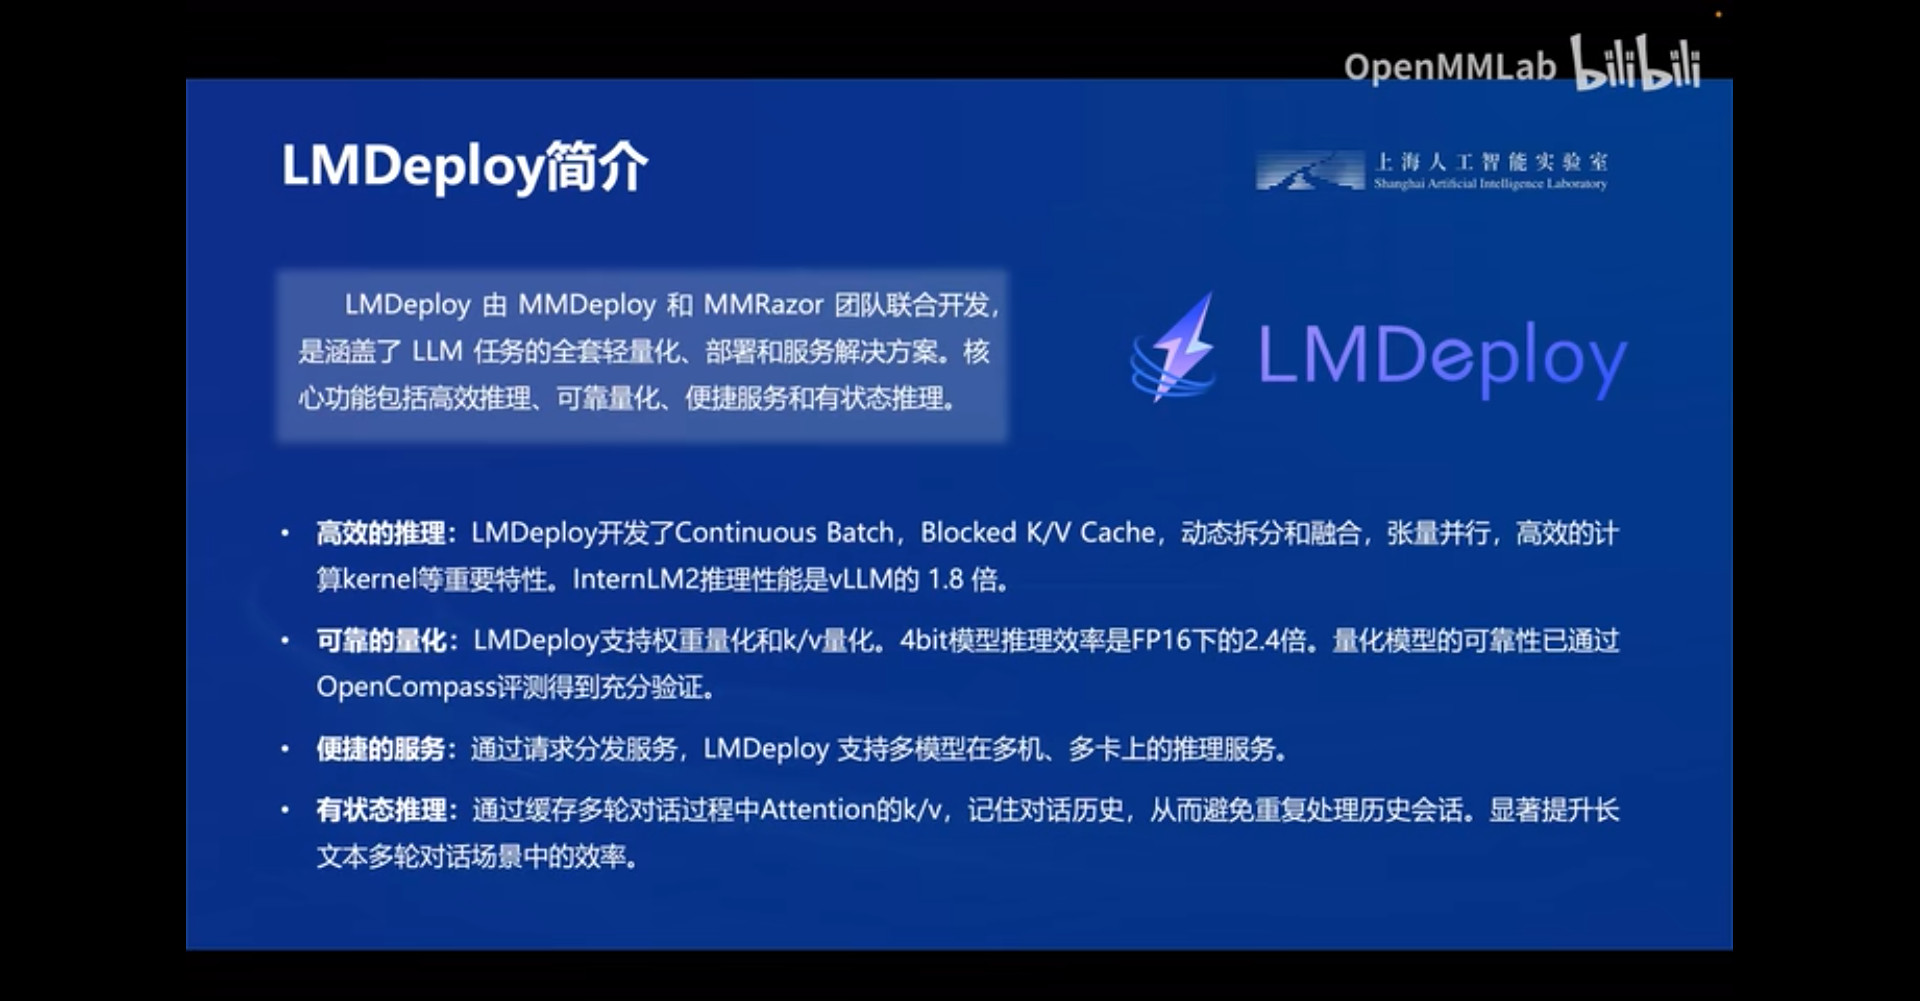 OpenMMLab bilibili
LMDeploy简介
上海人工智能实验室
Shanghai Artificial Intelligence Laboratory
LMDeploy 由 MMDeploy 和 MMRazor 团队联合开发，
是涵盖了 LLM 任务的全套轻量化、部署和服务解决方案。核
心功能包括高效推理、可靠量化、便捷服务和有状态推理。
LMDeploy
• 高效的推理：LMDeploy开发了Continuous Batch，Blocked K/V Cache，动态拆分和融合，张量并行，高效的计
算kernel等重要特性。InternLM2推理性能是vLLM的 1.8 倍。
• 可靠的量化：LMDeploy支持权重量化和k/v量化。4bit模型推理效率是FP16下的2.4倍。量化模型的可靠性已通过
OpenCompass评测得到充分验证。
• 便捷的服务：通过请求分发服务，LMDeploy 支持多模型在多机、多卡上的推理服务。
• 有状态推理：通过缓存多轮对话过程中Attention的k/v，记住对话历史，从而避免重复处理历史会话。显著提升长
文本多轮对话场景中的效率。